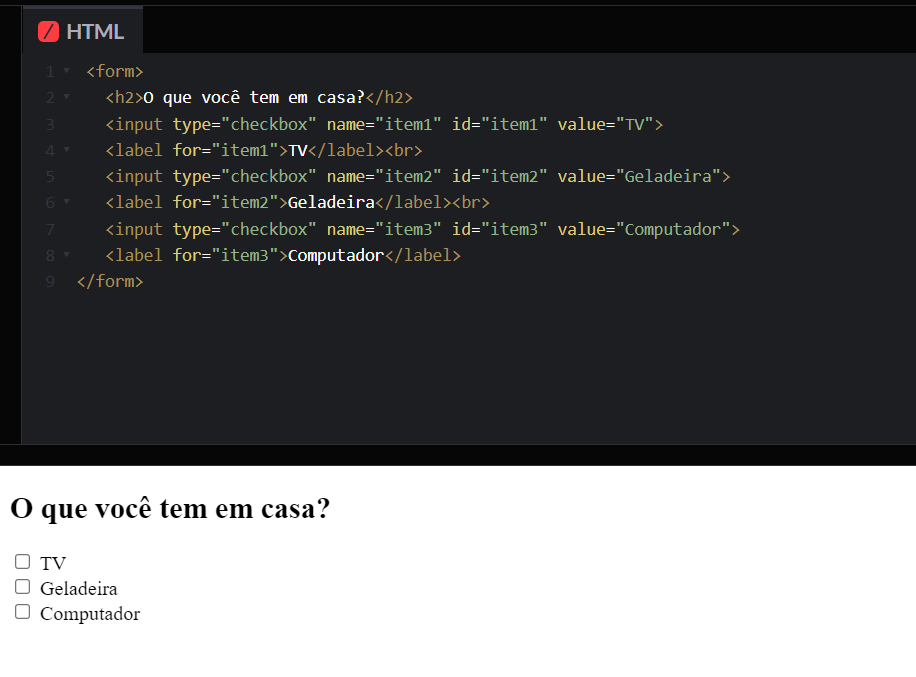 HTML
1 <form>
2 <h2>O que você tem em casa?</h2>
3 <input type="checkbox" name="item1" id="item1" value="TV">
4 <label for="item1">TV</label><br>
5 <input type="checkbox" name="item2" id="item2" value="Geladeira">
6 <label for="item2">Geladeira</label><br>
7 <input type="checkbox" name="item3" id="item3" value="Computador">
8 <label for="item3">Computador</label>
9 </form>
O que você tem em casa?
TV
Geladeira
Computador